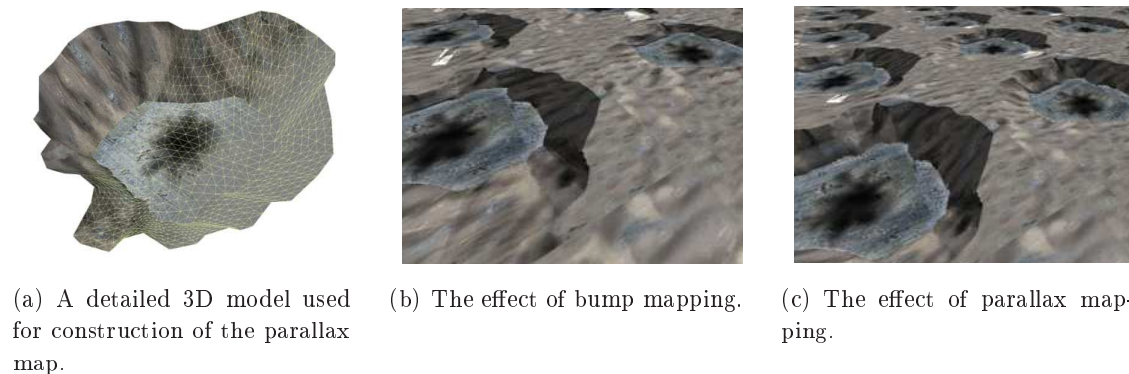 (a) A detailed 3D model used
for construction of the parallax
map.
(b) The effect of bump mapping.
(c) The effect of parallax map-
ping.